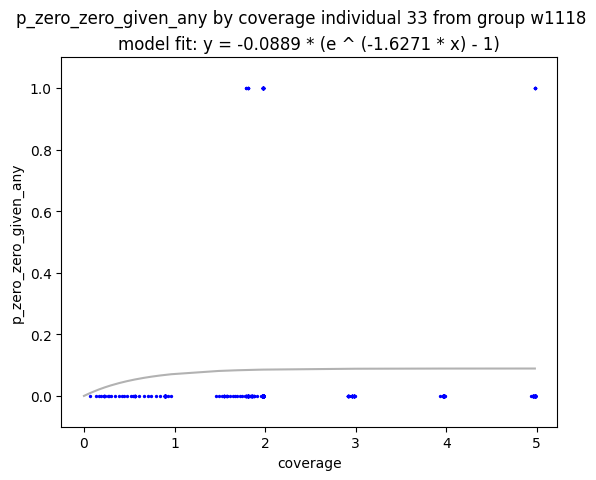 p_zero_zero_given_any by coverage individual 33 from group w1118
model fit: y = -0.0889 * (e ^ (-1.6271 * x) - 1)
1.0
0.8
0.6
0.4
0.2
0.0
p_zero_zero_given_any
0 1 2 3 4 5
coverage